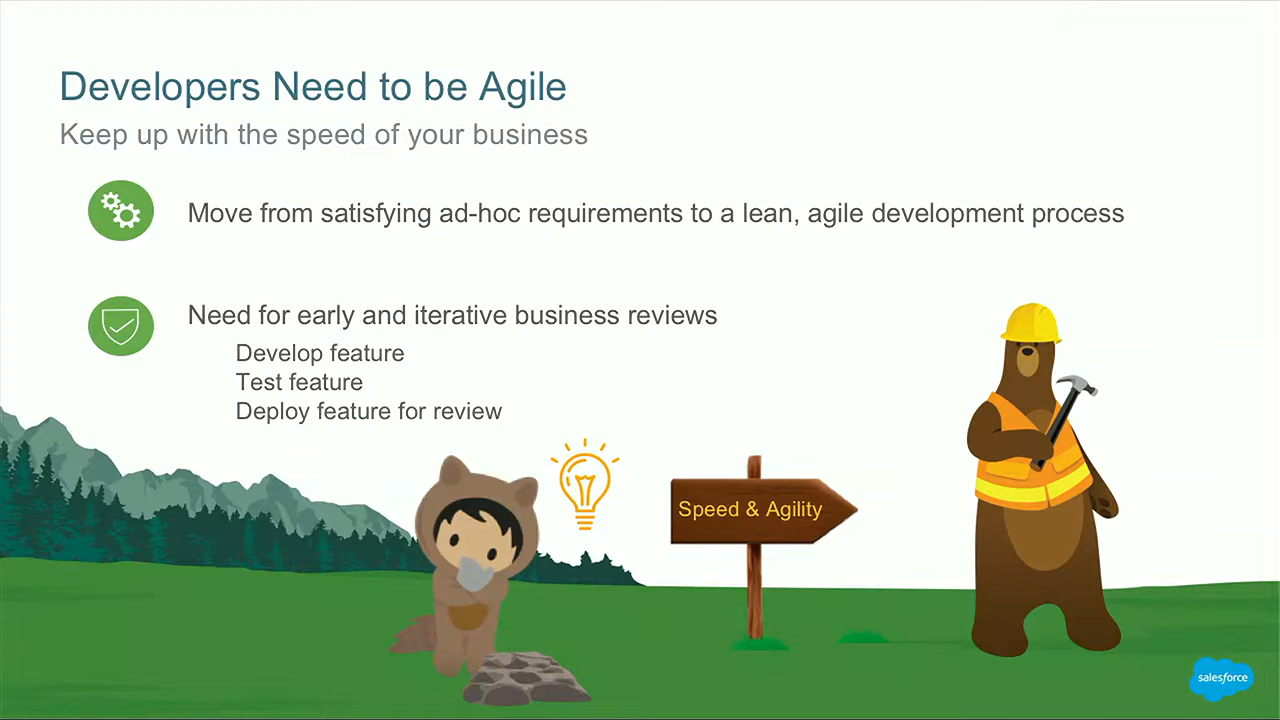 Developers Need to be Agile
Keep up with the speed of your business
Move from satisfying ad-hoc requirements to a lean, agile development process
Need for early and iterative business reviews
Develop feature
Test feature
Deploy feature for review
Speed & Agility
salesforce